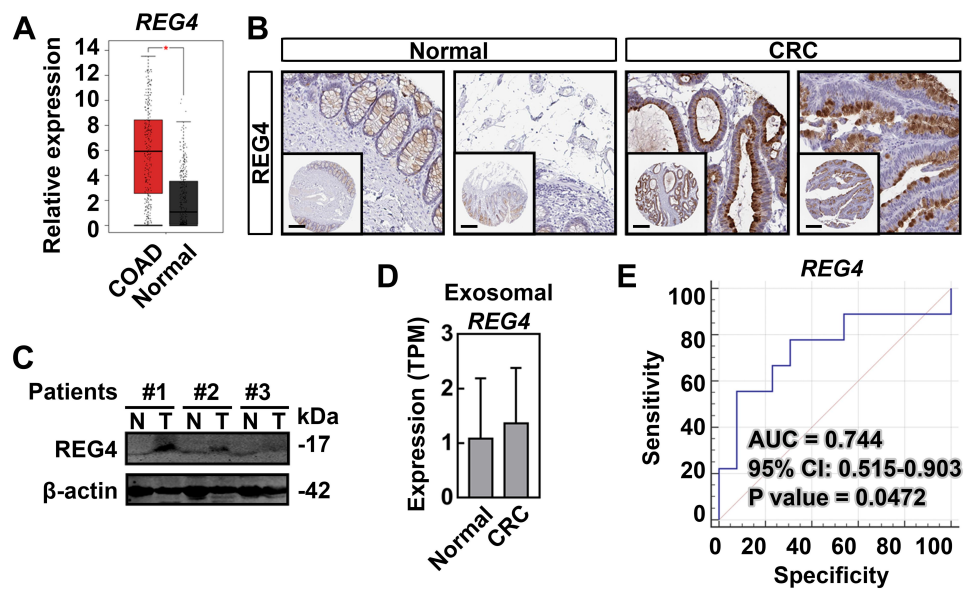 A
REG4
Relative expression
14
12
10
8
6
4
2
0
*
COAD
Normal
B
Normal
CRC
REG4
C
Patients #1 #2 #3
N T N T N T kDa
REG4 -17
β-actin -42
D
Exosomal
REG4
Expression (TPM)
3
2
1
0
Normal
CRC
E
REG4
Sensitivity
100
80
60
40
20
0
AUC = 0.744
95% CI: 0.515-0.903
P value = 0.0472
0 20 40 60 80 100
Specificity